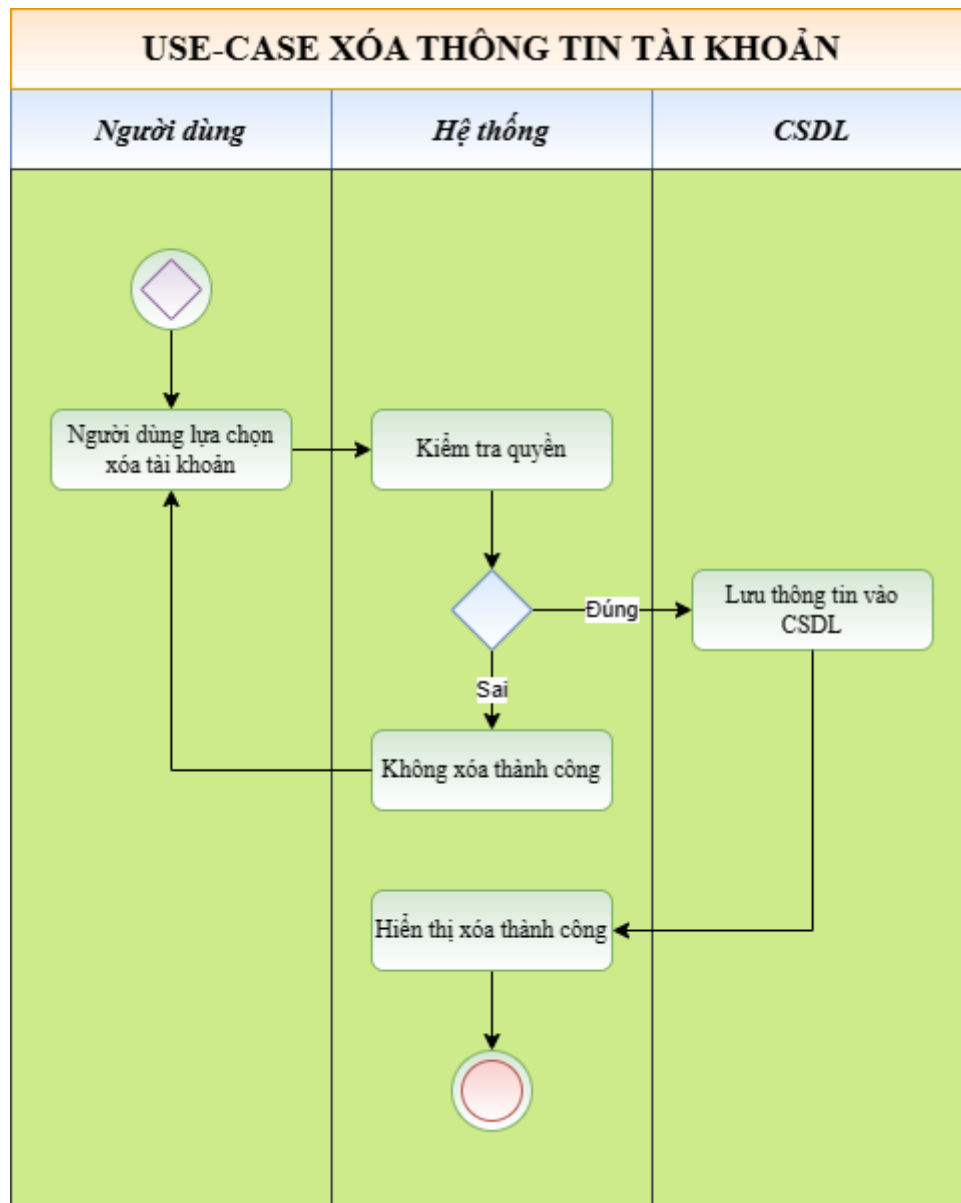 USE-CASE XÓA THÔNG TIN TÀI KHOẢN
Người dùng
Hệ thống
CSDL
Người dùng lựa chọn
xóa tài khoản
Kiểm tra quyền
Đúng
Lưu thông tin vào
CSDL
Sai
Không xóa thành công
Hiển thị xóa thành công